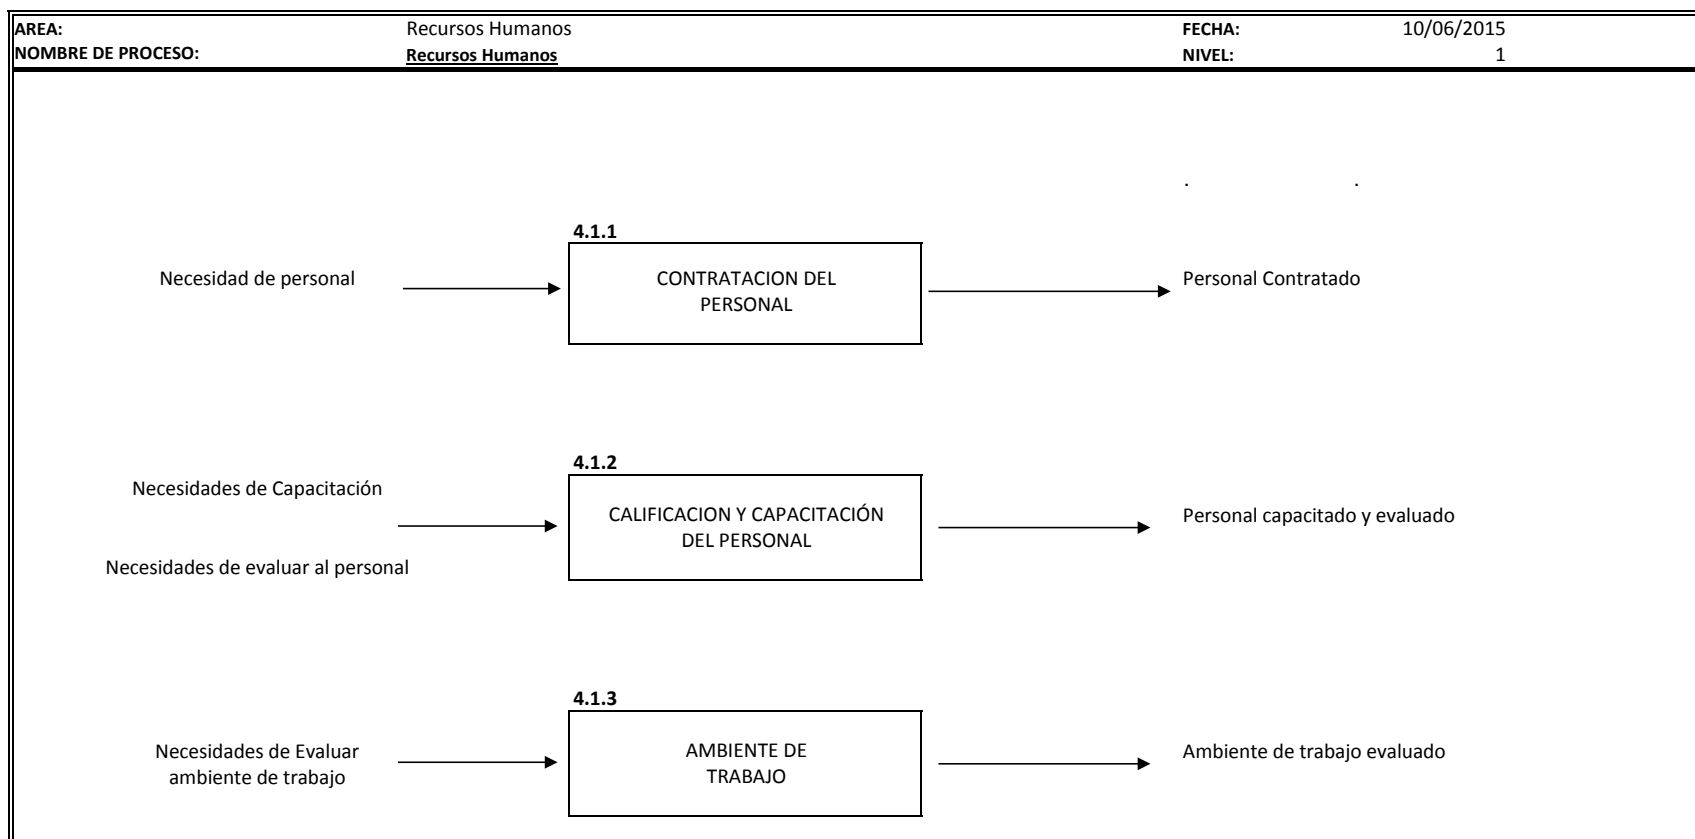 AREA: Recursos Humanos FECHA: 10/06/2015
NOMBRE DE PROCESO: Recursos Humanos NIVEL: 1
. .
4.1.1
Necesidad de personal
CONTRATACION DEL
PERSONAL
Personal Contratado
4.1.2
Necesidades de Capacitación
Necesidades de evaluar al personal
CALIFICACION Y CAPACITACIÓN
DEL PERSONAL
Personal capacitado y evaluado
4.1.3
Necesidades de Evaluar
ambiente de trabajo
AMBIENTE DE
TRABAJO
Ambiente de trabajo evaluado